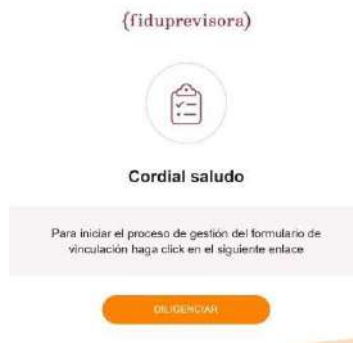 {fiduprevisora)
Cordial saludo
Para iniciar el proceso de gestión del formulario de
vinculación haga click en el siguiente enlace
DILIGENCIAR